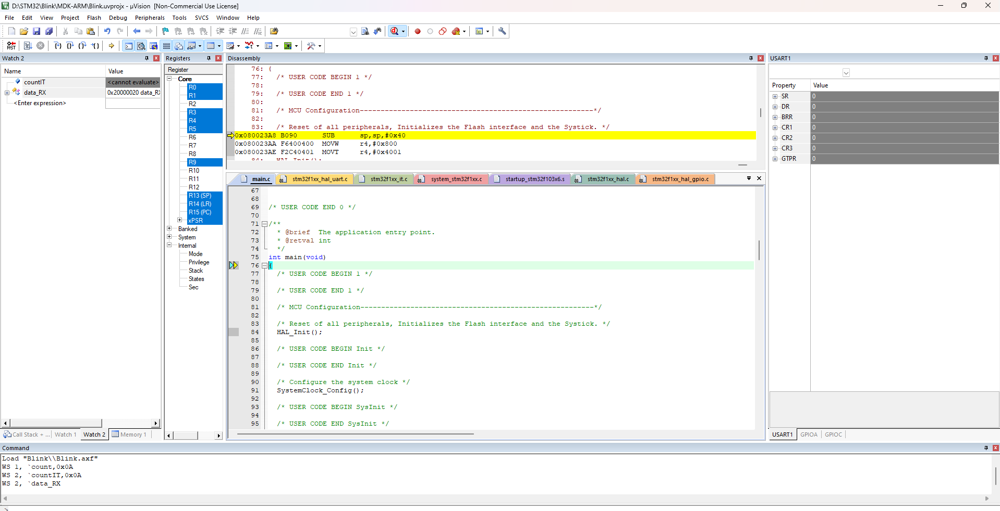 D:\STM32\Blink\MDK-ARM\Blink.uvprojx - µVision  [Non-Commercial Use License]
File Edit View Project Flash Debug Peripherals Tools SVCS Window Help
RST
Watch 2
Name Value
countIT <cannot evaluate>
data_RX 0x20000020 data_R
<Enter expression>
Call Stack + ... Watch 1 Watch 2 Memory 1
Registers
Register
Core
R0
R1
R2
R3
R4
R5
R6
R7
R8
R9
R10
R11
R12
R13 (SP)
R14 (LR)
R15 (PC)
xPSR
Banked
System
Internal
Mode
Privilege
Stack
States
Sec
Disassembly
76: {
77:   /* USER CODE BEGIN 1 */
78:
79:   /* USER CODE END 1 */
80:
81:   /* MCU Configuration--------------------------------------------------------*/
82:
83:   /* Reset of all peripherals, Initializes the Flash interface and the Systick. */
0x080023A8 B090      SUB      sp,sp,#0x40
0x080023AA F6400400  MOVW     r4,#0x800
0x080023AE F2C40401  MOVT     r4,#0x4001
84:   HAL_Init();
main.c stm32f1xx_hal_uart.c stm32f1xx_it.c system_stm32f1xx.c startup_stm32f103x6.s stm32f1xx_hal.c stm32f1xx_hal_gpio.c
67
68
69 /* USER CODE END 0 */
70
71 /**
72   * @brief  The application entry point.
73   * @retval int
74   */
75 int main(void)
76 {
77   /* USER CODE BEGIN 1 */
78
79   /* USER CODE END 1 */
80
81   /* MCU Configuration--------------------------------------------------------*/
82
83   /* Reset of all peripherals, Initializes the Flash interface and the Systick. */
84   HAL_Init();
85
86   /* USER CODE BEGIN Init */
87
88   /* USER CODE END Init */
89
90   /* Configure the system clock */
91   SystemClock_Config();
92
93   /* USER CODE BEGIN SysInit */
94
95   /* USER CODE END SysInit */
USART1
Property Value
SR 0
DR 0
BRR 0
CR1 0
CR2 0
CR3 0
GTPR 0
USART1 GPIOA GPIOC
Command
Load "Blink\\Blink.axf"
WS 1, `count,0x0A
WS 2, `countIT,0x0A
WS 2, `data_RX
>